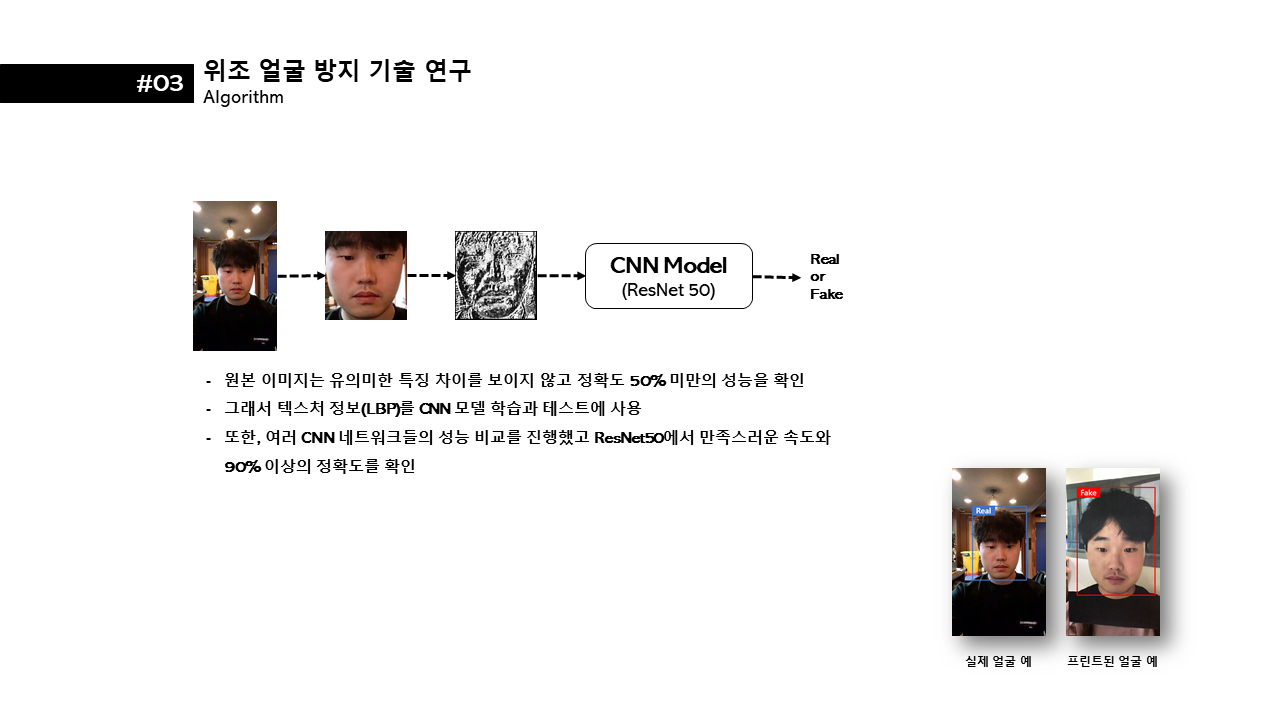 #03
위조 얼굴 방지 기술 연구
Algorithm
CNN Model
(ResNet 50)
Real
or
Fake
- 원본 이미지는 유의미한 특징 차이를 보이지 않고 정확도 50% 미만의 성능을 확인
- 그래서 텍스처 정보(LBP)를 CNN 모델 학습과 테스트에 사용
- 또한, 여러 CNN 네트워크들의 성능 비교를 진행했고 ResNet50에서 만족스러운 속도와
90% 이상의 정확도를 확인
Real
Fake
실제 얼굴 예
프린트된 얼굴 예